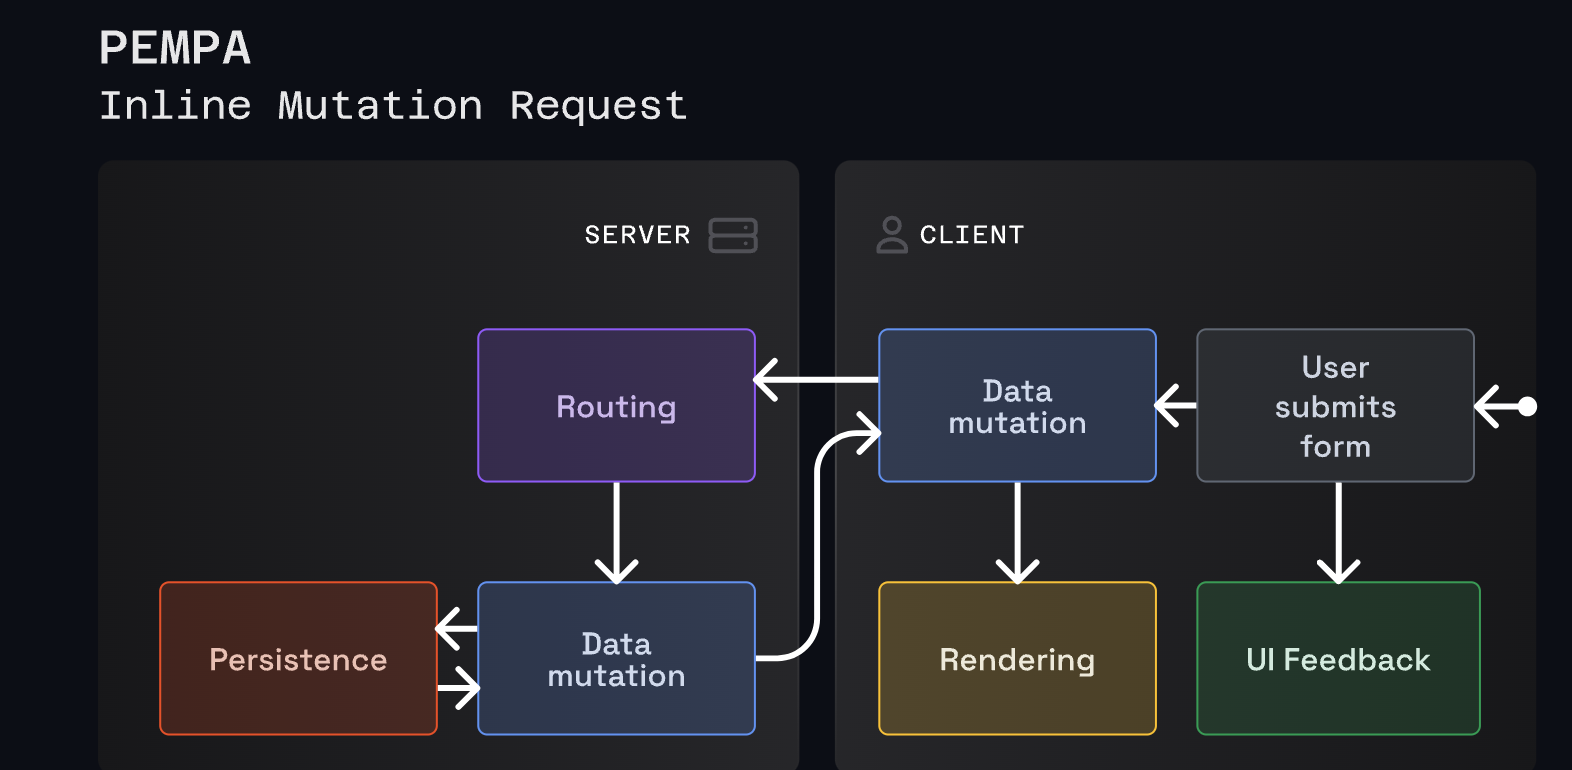 PEMPA
Inline Mutation Request
SERVER
CLIENT
Routing
Data
mutation
User
submits
form
Persistence
Data
mutation
Rendering
UI Feedback